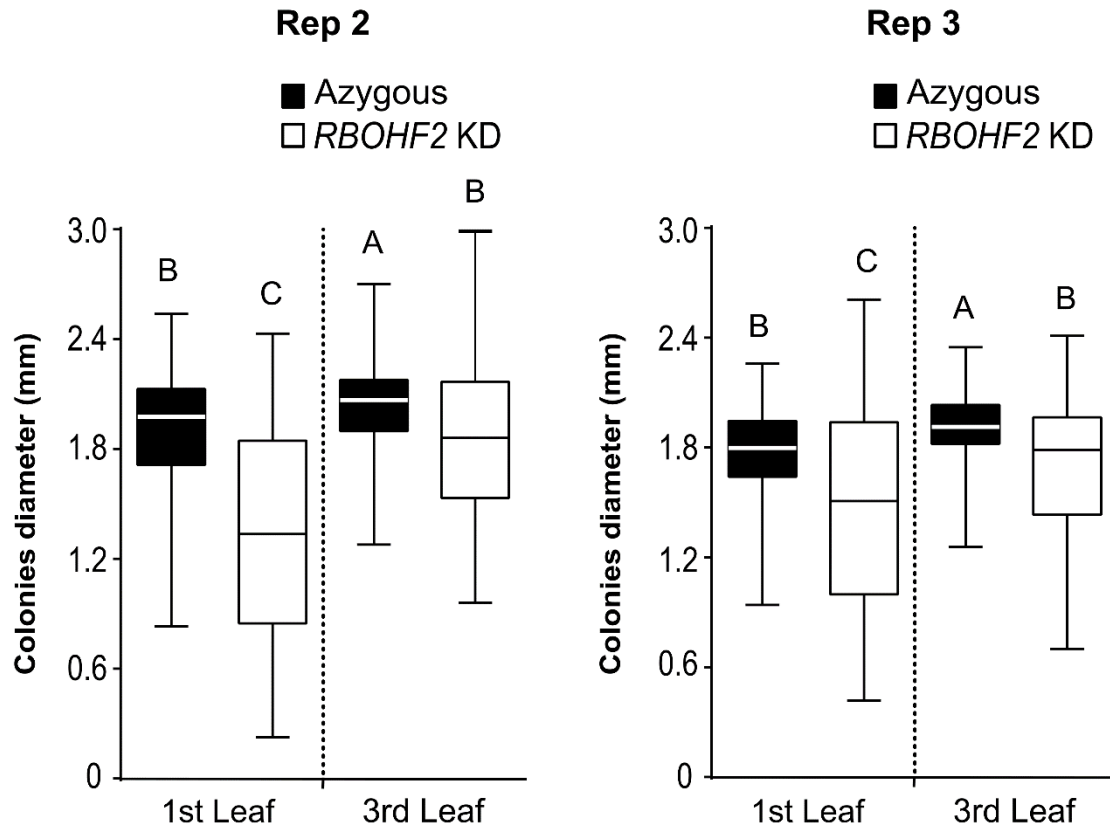 Rep 2
Azygous
RBOHF2 KD
Colonies diameter (mm)
3.0
2.4
1.8
1.2
0.6
0
B
C
A
B
1st Leaf
3rd Leaf
Rep 3
Azygous
RBOHF2 KD
Colonies diameter (mm)
3.0
2.4
1.8
1.2
0.6
0
B
C
A
B
1st Leaf
3rd Leaf